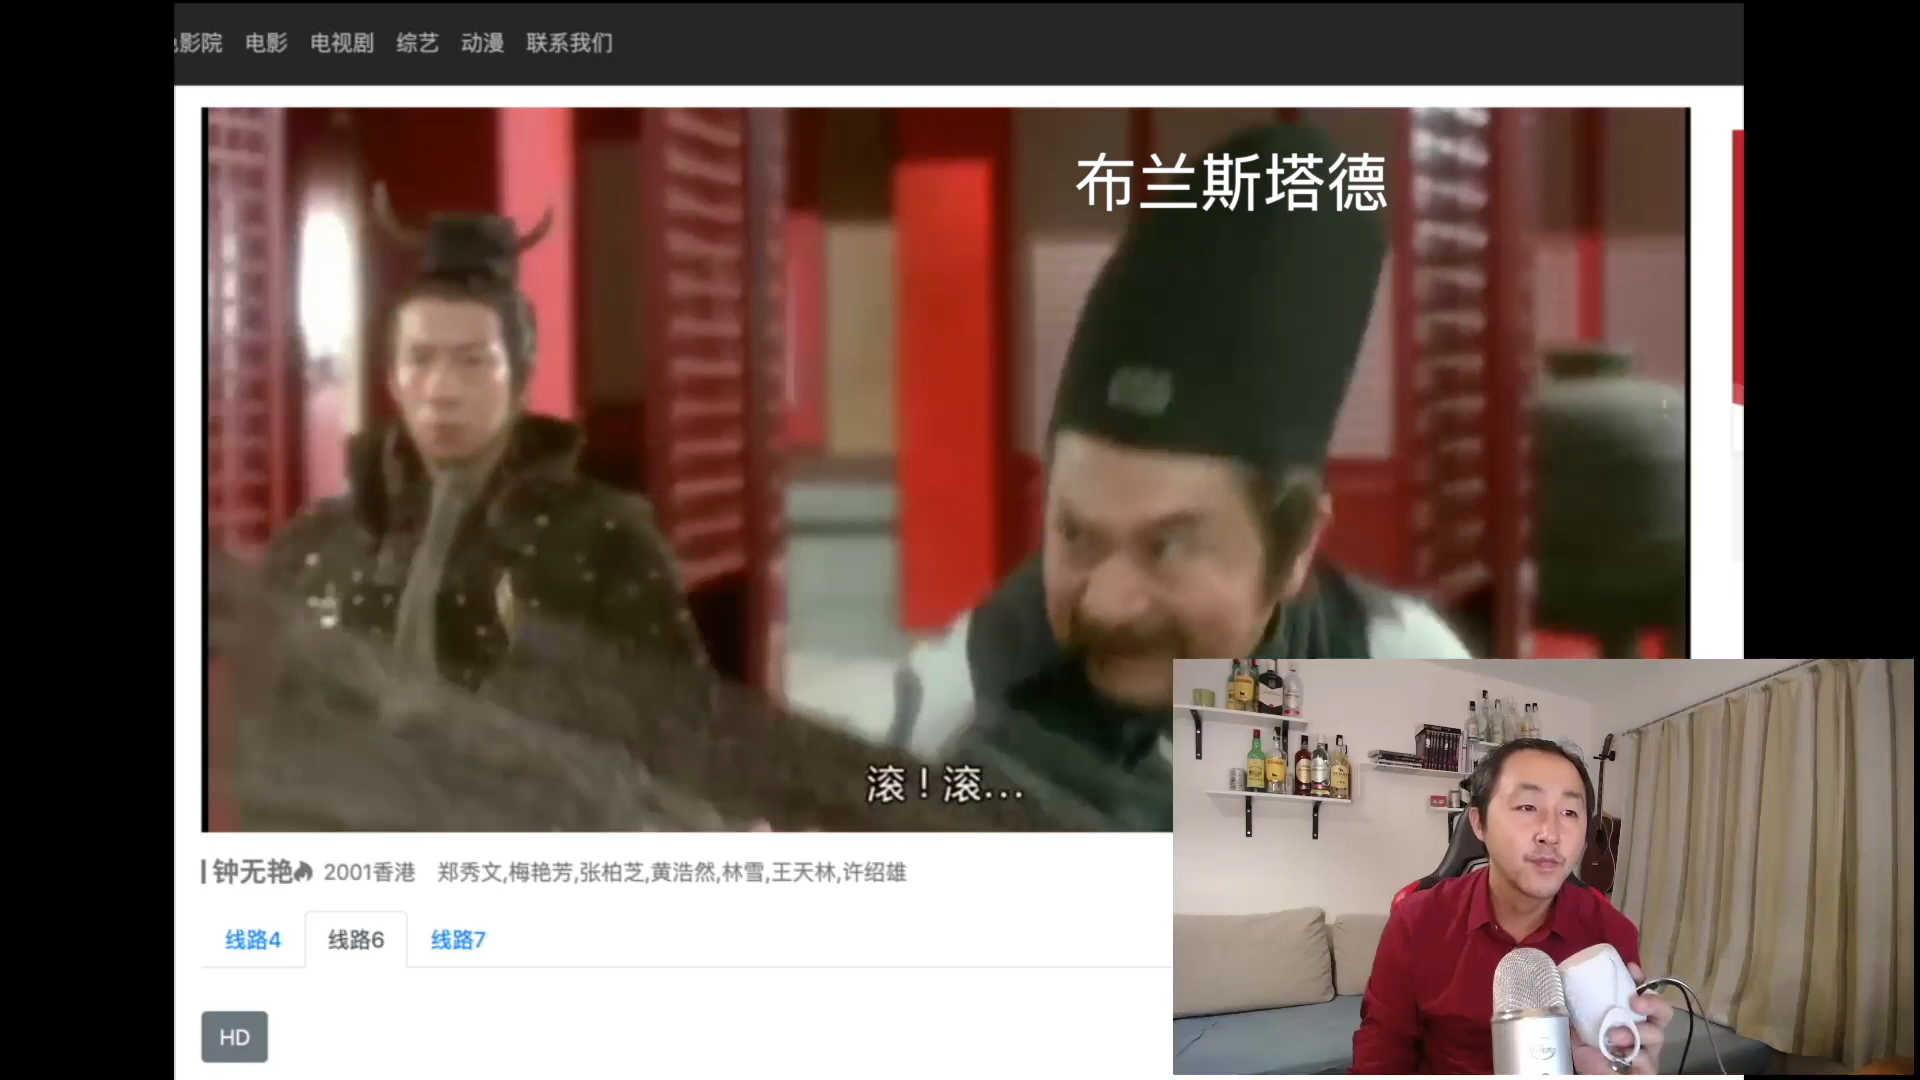 影院 电影 电视剧 综艺 动漫 联系我们
布兰斯塔德
滚！滚...
钟无艳 2001香港 郑秀文,梅艳芳,张柏芝,黄浩然,林雪,王天林,许绍雄
线路4 线路6 线路7
HD